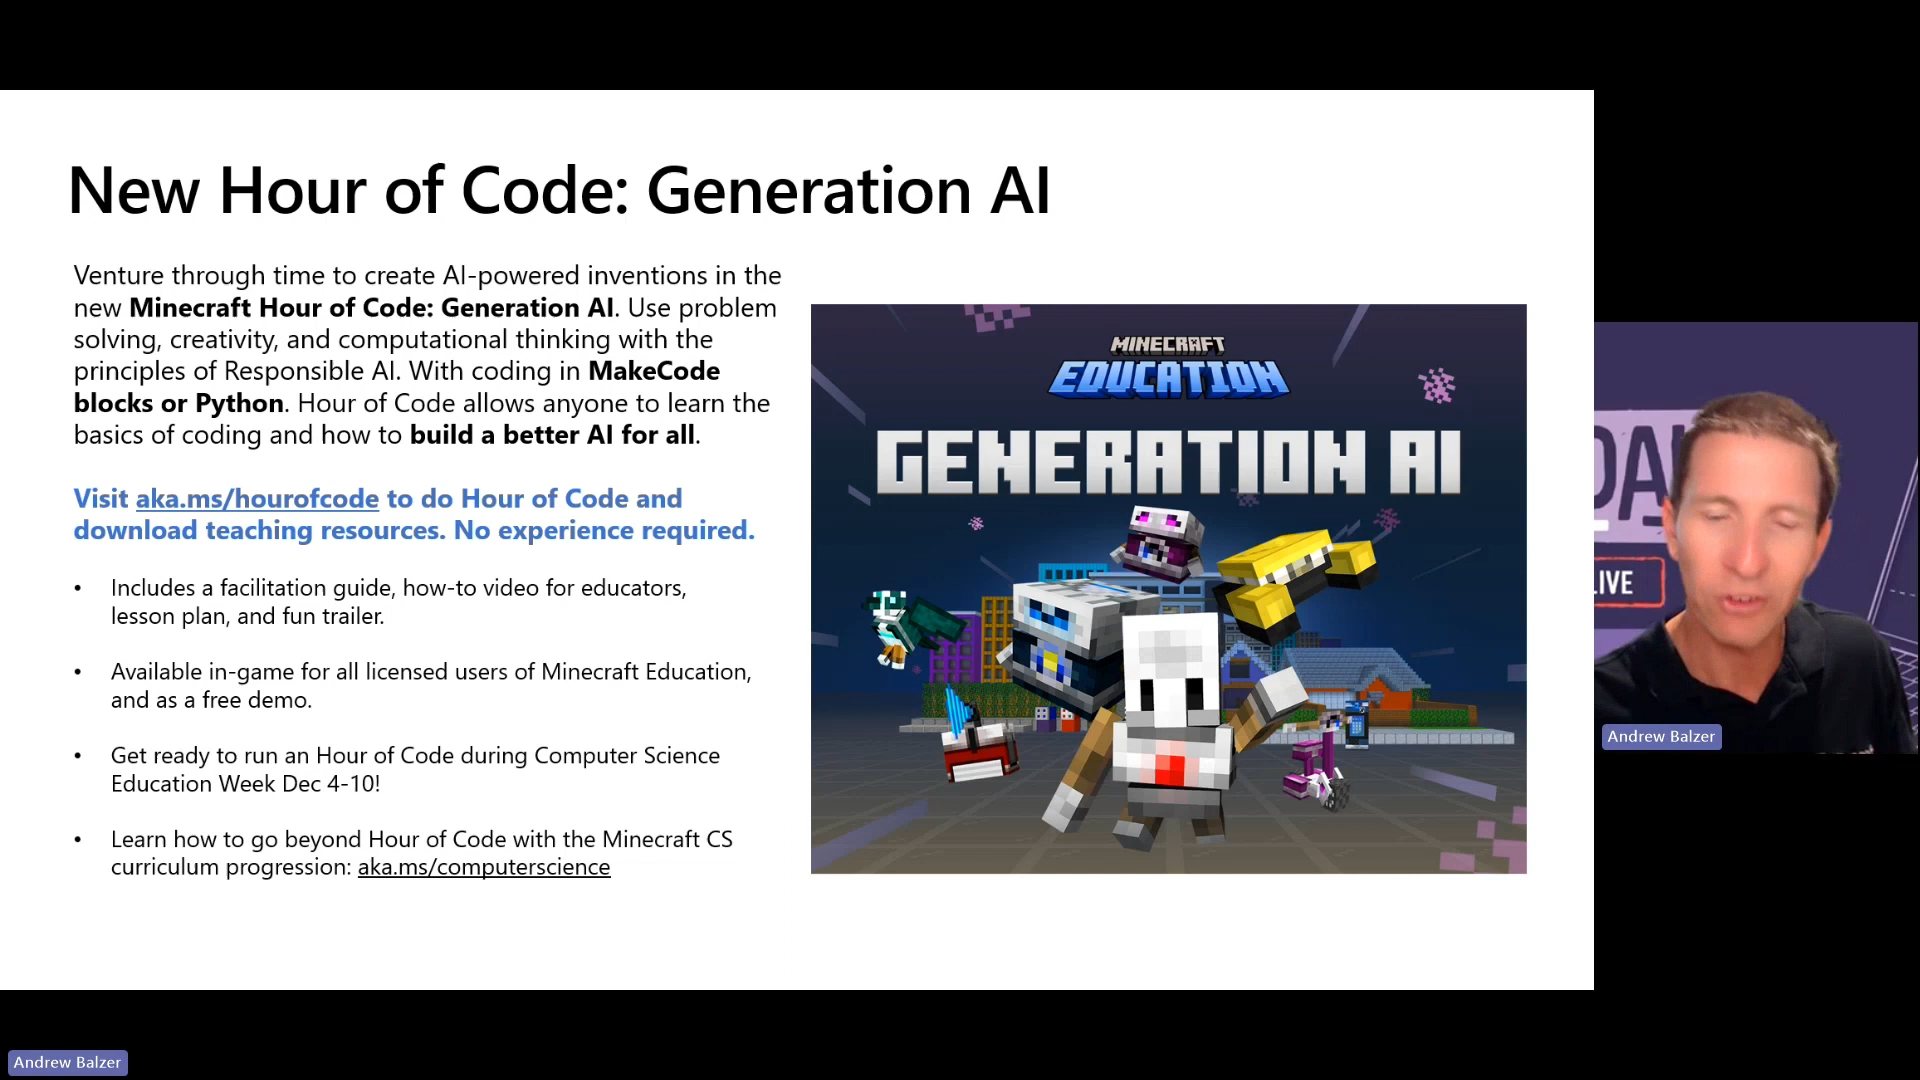 New Hour of Code: Generation AI
Venture through time to create AI-powered inventions in the
new Minecraft Hour of Code: Generation AI. Use problem
solving, creativity, and computational thinking with the
principles of Responsible AI. With coding in MakeCode
blocks or Python. Hour of Code allows anyone to learn the
basics of coding and how to build a better AI for all.
Visit aka.ms/hourofcode to do Hour of Code and
download teaching resources. No experience required.
• Includes a facilitation guide, how-to video for educators,
lesson plan, and fun trailer.
• Available in-game for all licensed users of Minecraft Education,
and as a free demo.
• Get ready to run an Hour of Code during Computer Science
Education Week Dec 4-10!
• Learn how to go beyond Hour of Code with the Minecraft CS
curriculum progression: aka.ms/computerscience
MINECRAFT
EDUCATION
GENERATION AI
LIVE
Andrew Balzer
Andrew Balzer